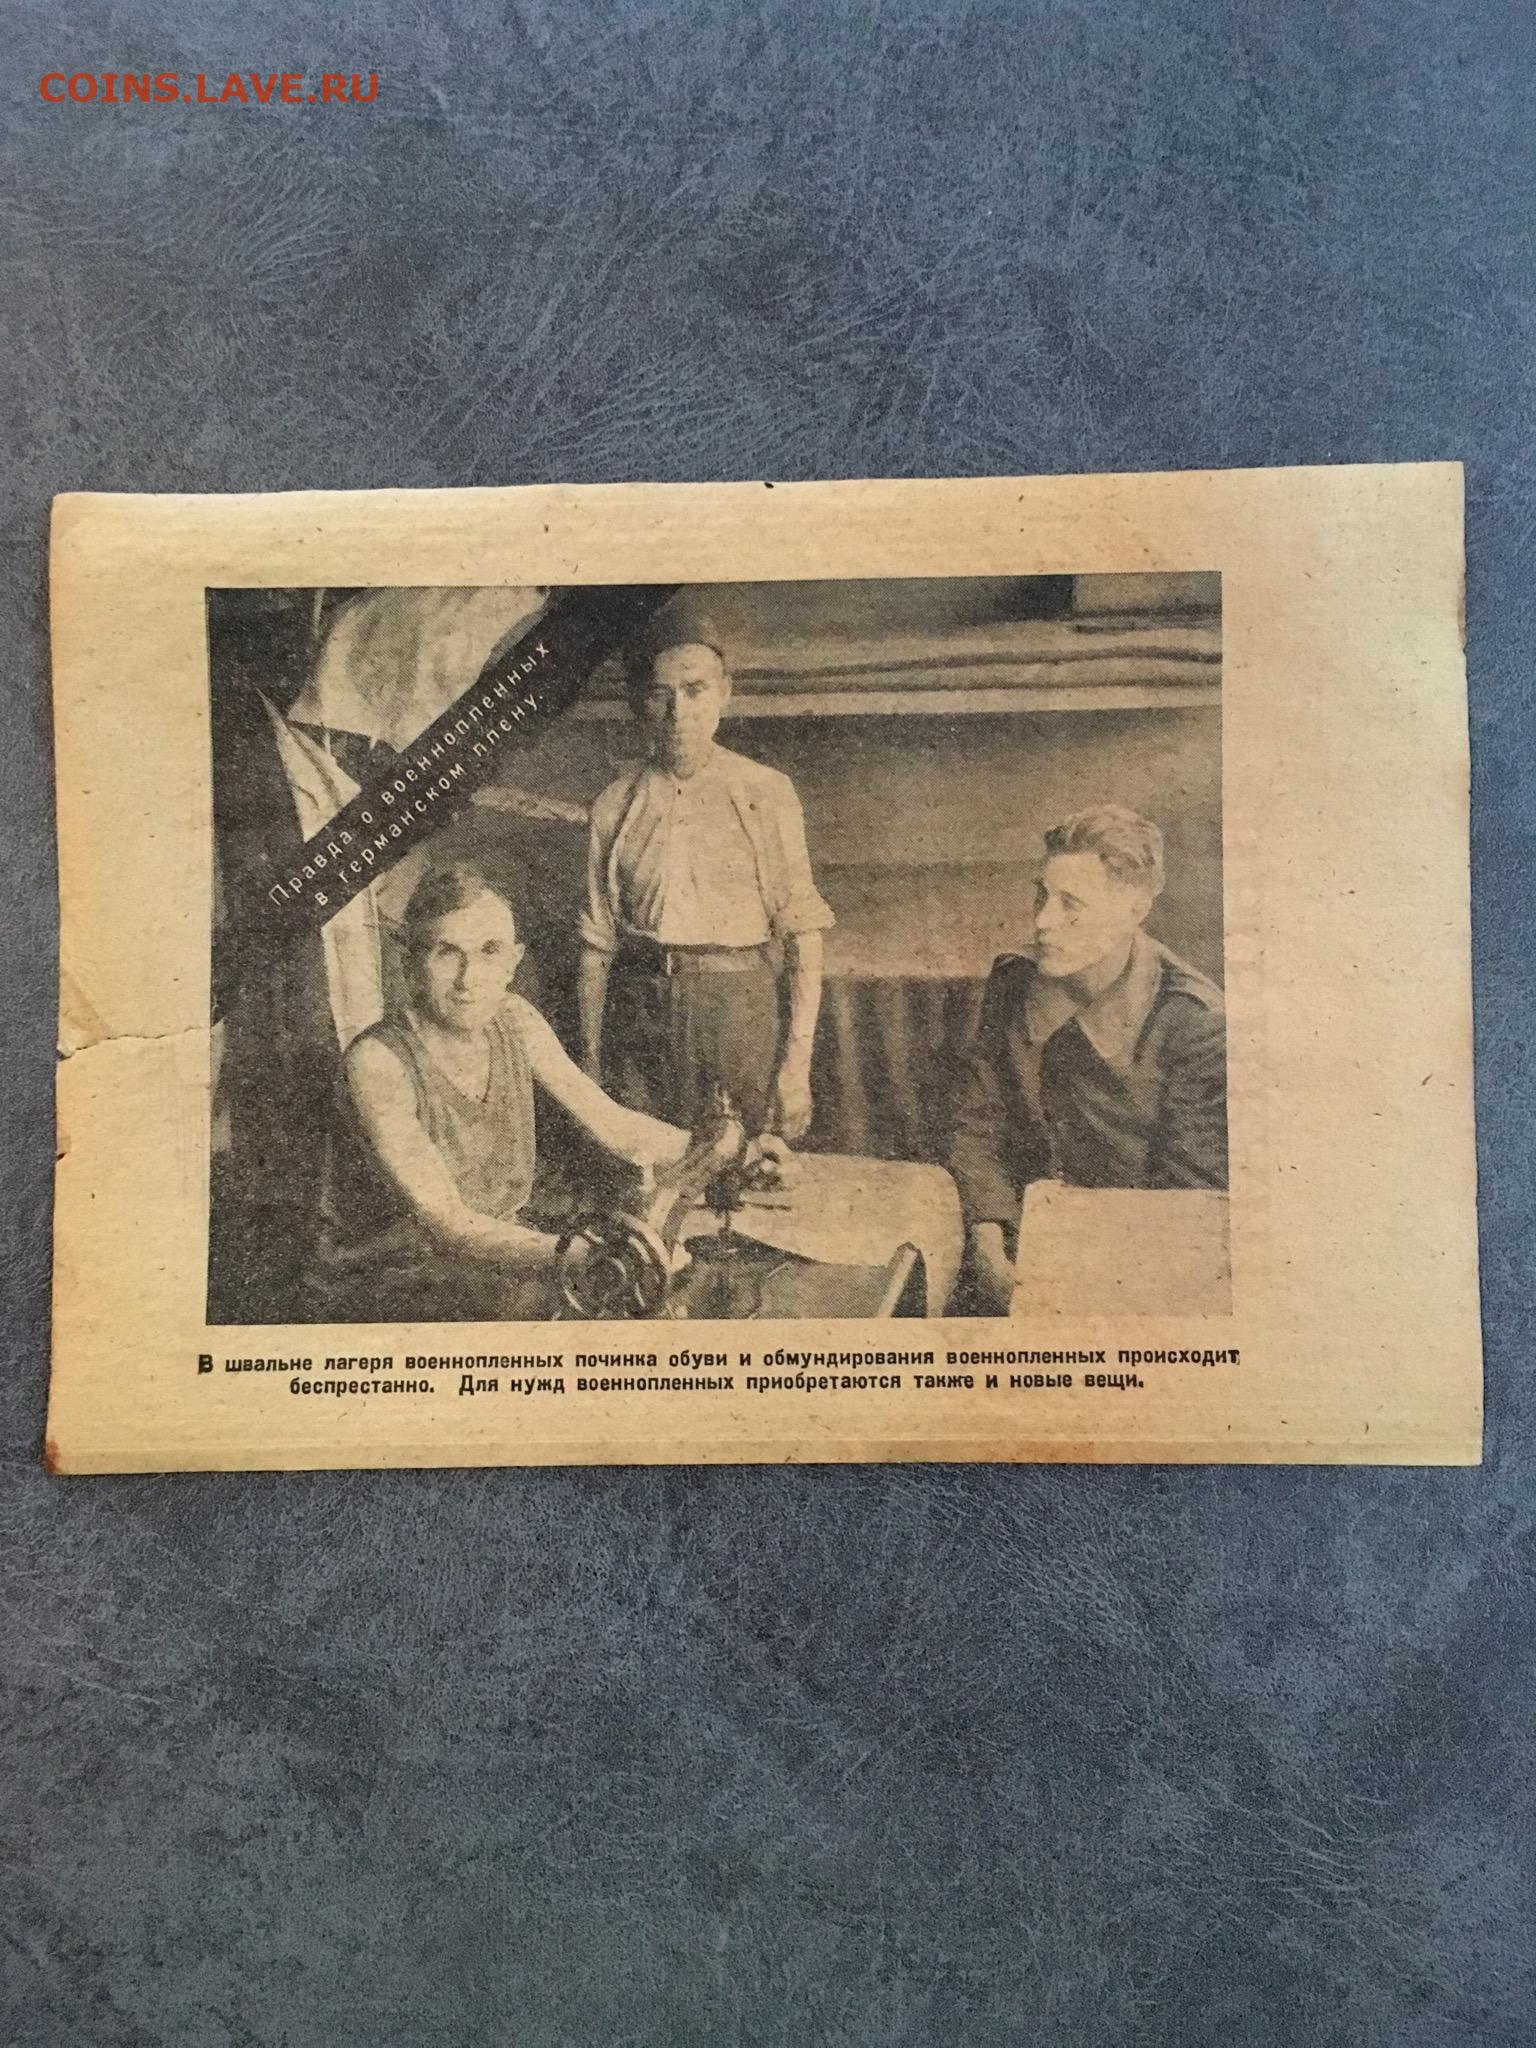 COINS.LAVE.RU
Правда о военнопленных
в германском плену.
В швальне лагеря военнопленных починка обуви и обмундирования военнопленных происходит
беспрестанно. Для нужд военнопленных приобретаются также и новые вещи.